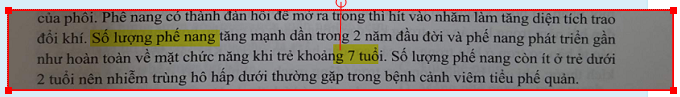 của phổi. Phế nang có thành đàn hồi để mở ra trong thì hít vào nhằm làm tăng diện tích trao
đổi khí. Số lượng phế nang tăng mạnh dần trong 2 năm đầu đời và phế nang phát triển gần
như hoàn toàn về mặt chức năng khi trẻ khoảng 7 tuổi. Số lượng phế nang còn ít ở trẻ dưới
2 tuổi nên nhiễm trùng hô hấp dưới thường gặp trong bệnh cảnh viêm tiểu phế quản.